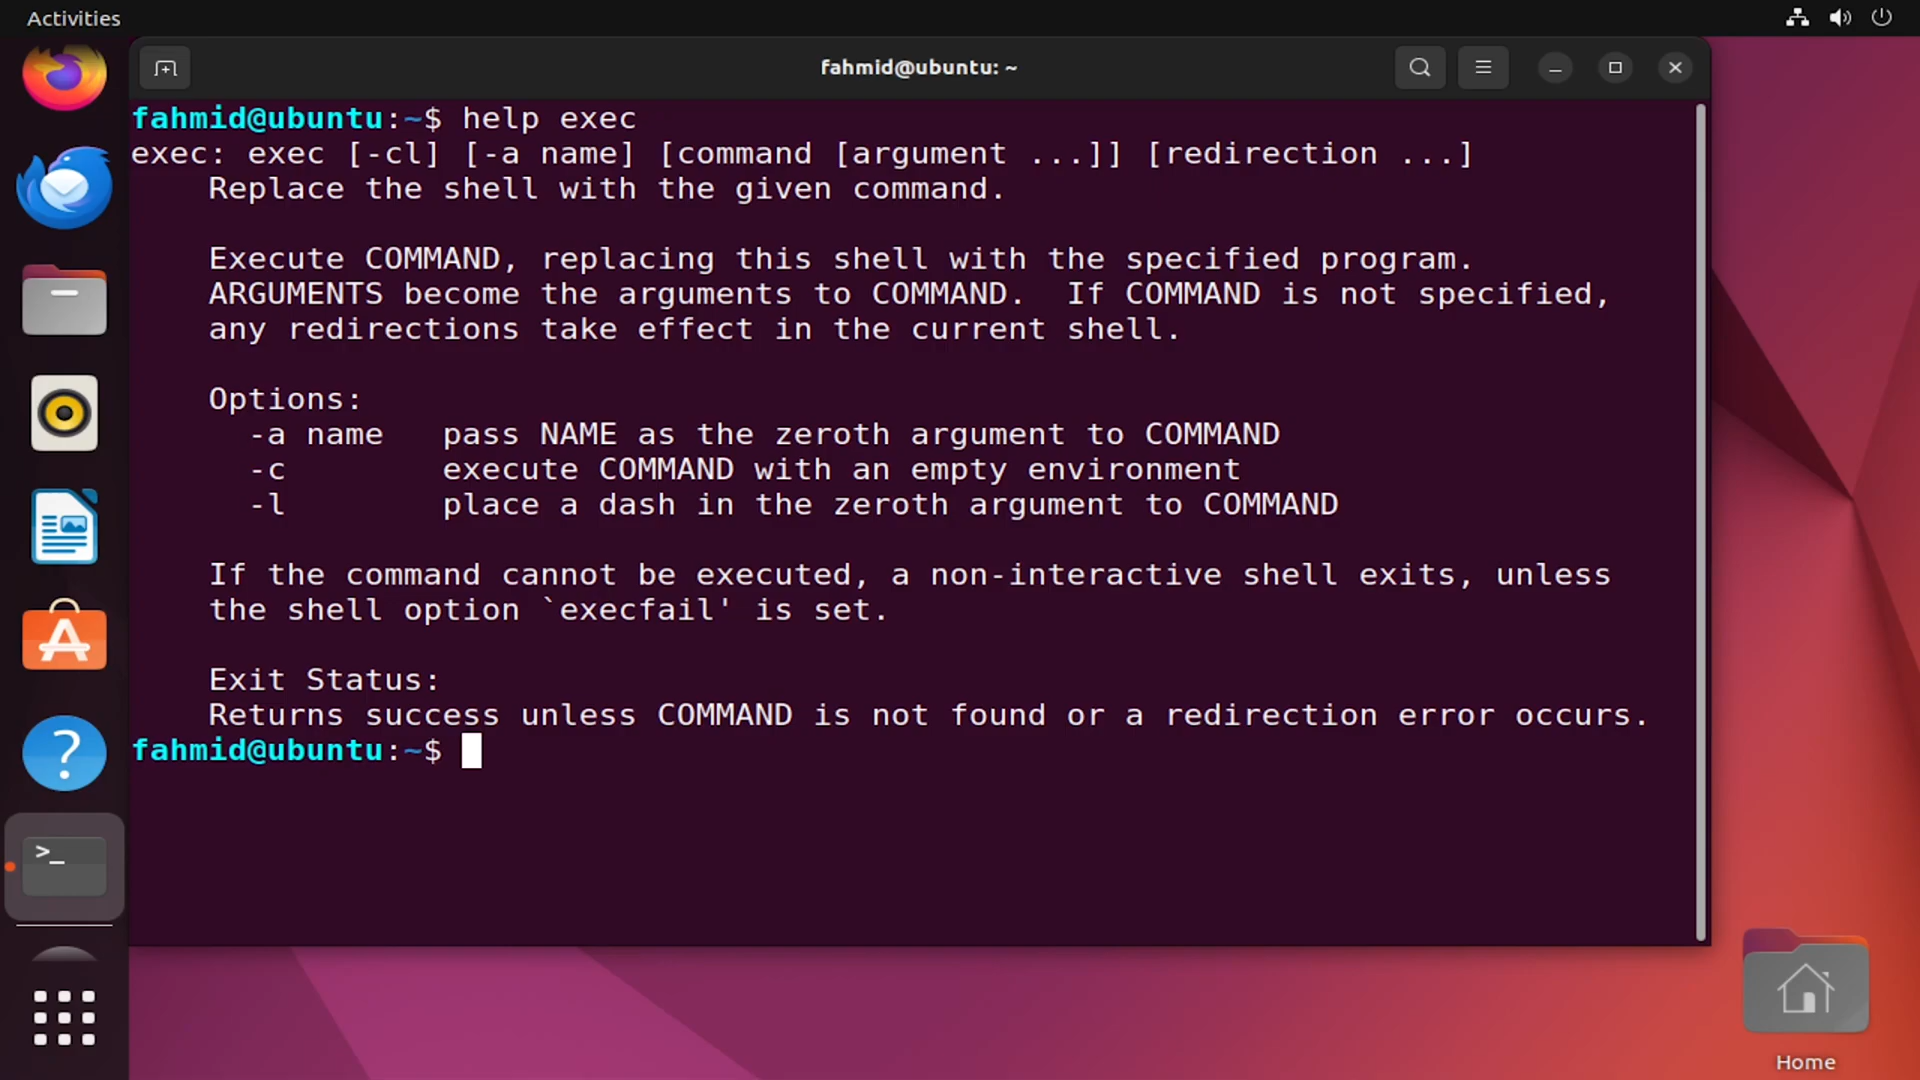 Activities
fahmid@ubuntu: ~
fahmid@ubuntu:~$ help exec
exec: exec [-cl] [-a name] [command [argument ...]] [redirection ...]
    Replace the shell with the given command.

    Execute COMMAND, replacing this shell with the specified program.
    ARGUMENTS become the arguments to COMMAND.  If COMMAND is not specified,
    any redirections take effect in the current shell.

    Options:
      -a name   pass NAME as the zeroth argument to COMMAND
      -c        execute COMMAND with an empty environment
      -l        place a dash in the zeroth argument to COMMAND

    If the command cannot be executed, a non-interactive shell exits, unless
    the shell option `execfail' is set.

    Exit Status:
    Returns success unless COMMAND is not found or a redirection error occurs.
fahmid@ubuntu:~$
Home